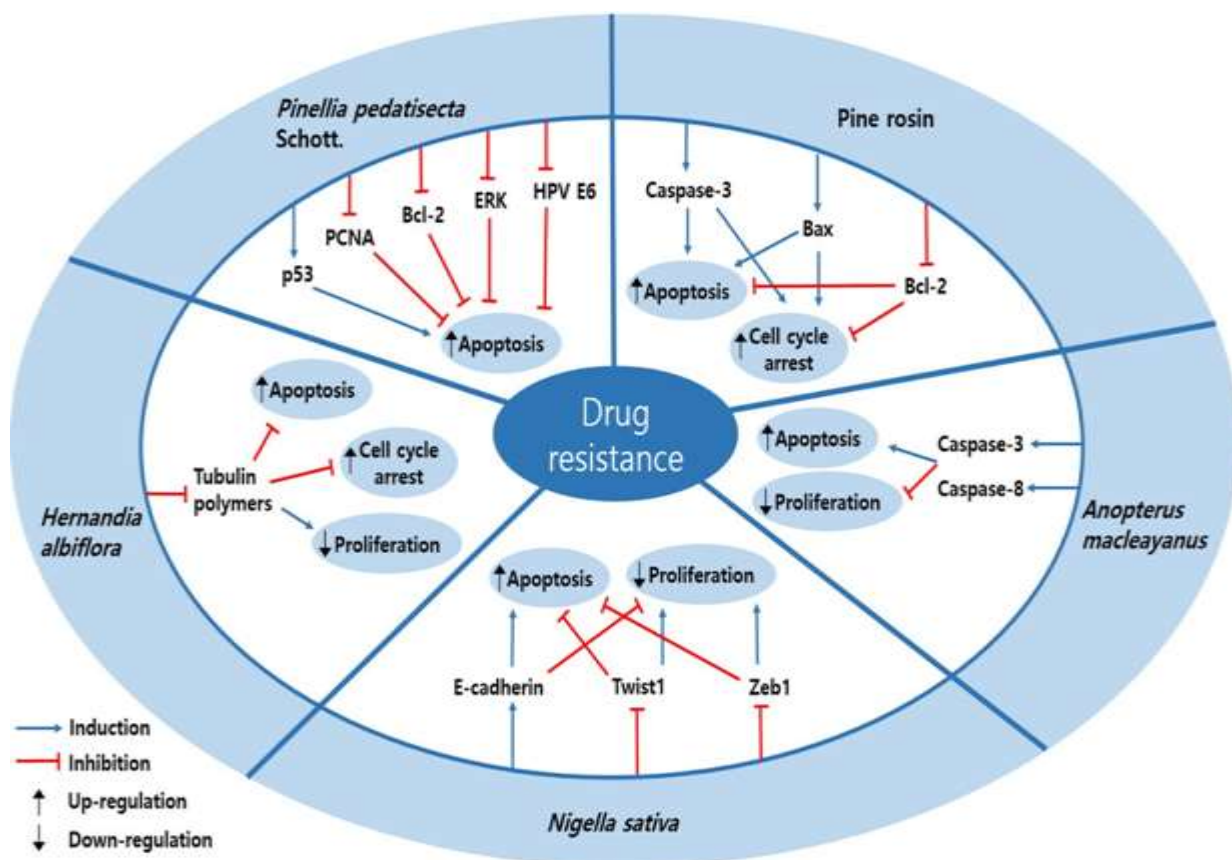 Pinellia pedatisecta
Schott.
Pine rosin
HPV E6
ERK
Bcl-2
PCNA
p53
Apoptosis
Caspase-3
Bax
Bcl-2
Apoptosis
Cell cycle
arrest
Drug
resistance
Apoptosis
Cell cycle
arrest
Tubulin
polymers
Proliferation
Hernandia
albiflora
Apoptosis
Proliferation
Caspase-3
Caspase-8
Anopterus
macleayanus
Apoptosis
Proliferation
E-cadherin
Twist1
Zeb1
Nigella sativa
Induction
Inhibition
Up-regulation
Down-regulation